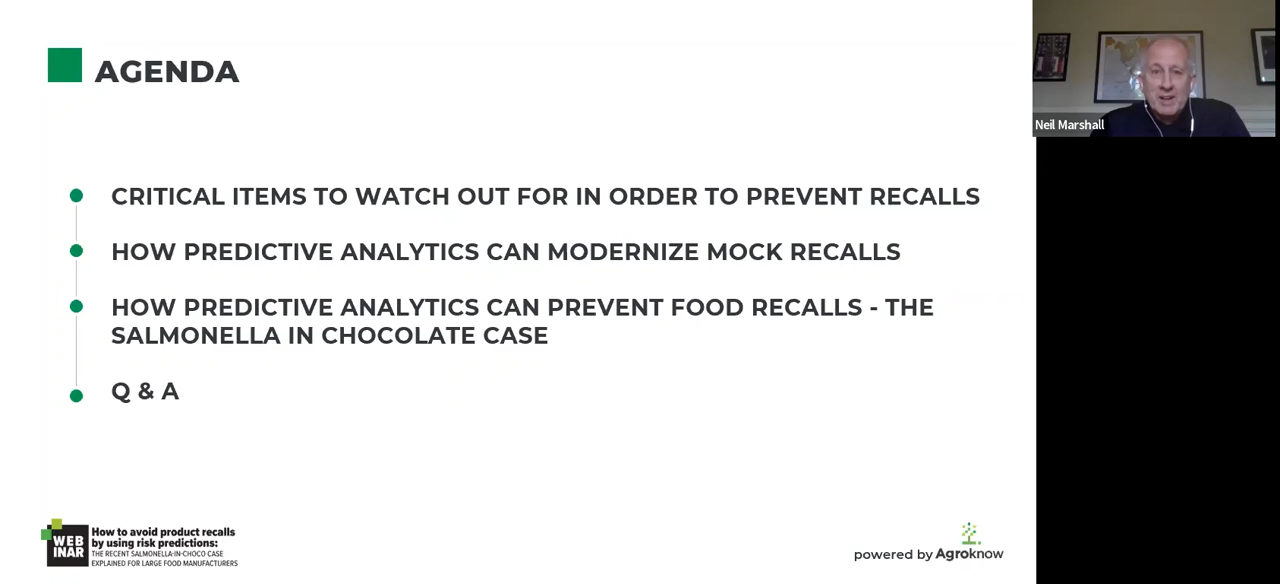 AGENDA
CRITICAL ITEMS TO WATCH OUT FOR IN ORDER TO PREVENT RECALLS
HOW PREDICTIVE ANALYTICS CAN MODERNIZE MOCK RECALLS
HOW PREDICTIVE ANALYTICS CAN PREVENT FOOD RECALLS - THE
SALMONELLA IN CHOCOLATE CASE
Q & A
Neil Marshall
WEB
INAR
How to avoid product recalls
by using risk predictions:
THE RECENT SALMONELLA-IN-CHOCO CASE
EXPLAINED FOR LARGE FOOD MANUFACTURERS
powered by Agroknow